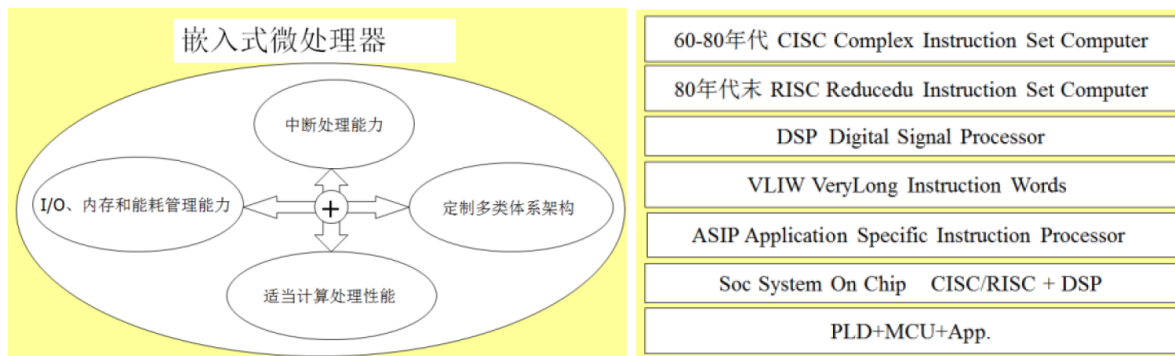 嵌入式微处理器
中断处理能力
I/O、内存和能耗管理能力
定制多类体系架构
适当计算处理性能
60-80年代 CISC Complex Instruction Set Computer
80年代末 RISC Reducedu Instruction Set Computer
DSP Digital Signal Processor
VLIW VeryLong Instruction Words
ASIP Application Specific Instruction Processor
Soc System On Chip CISC/RISC + DSP
PLD+MCU+App.